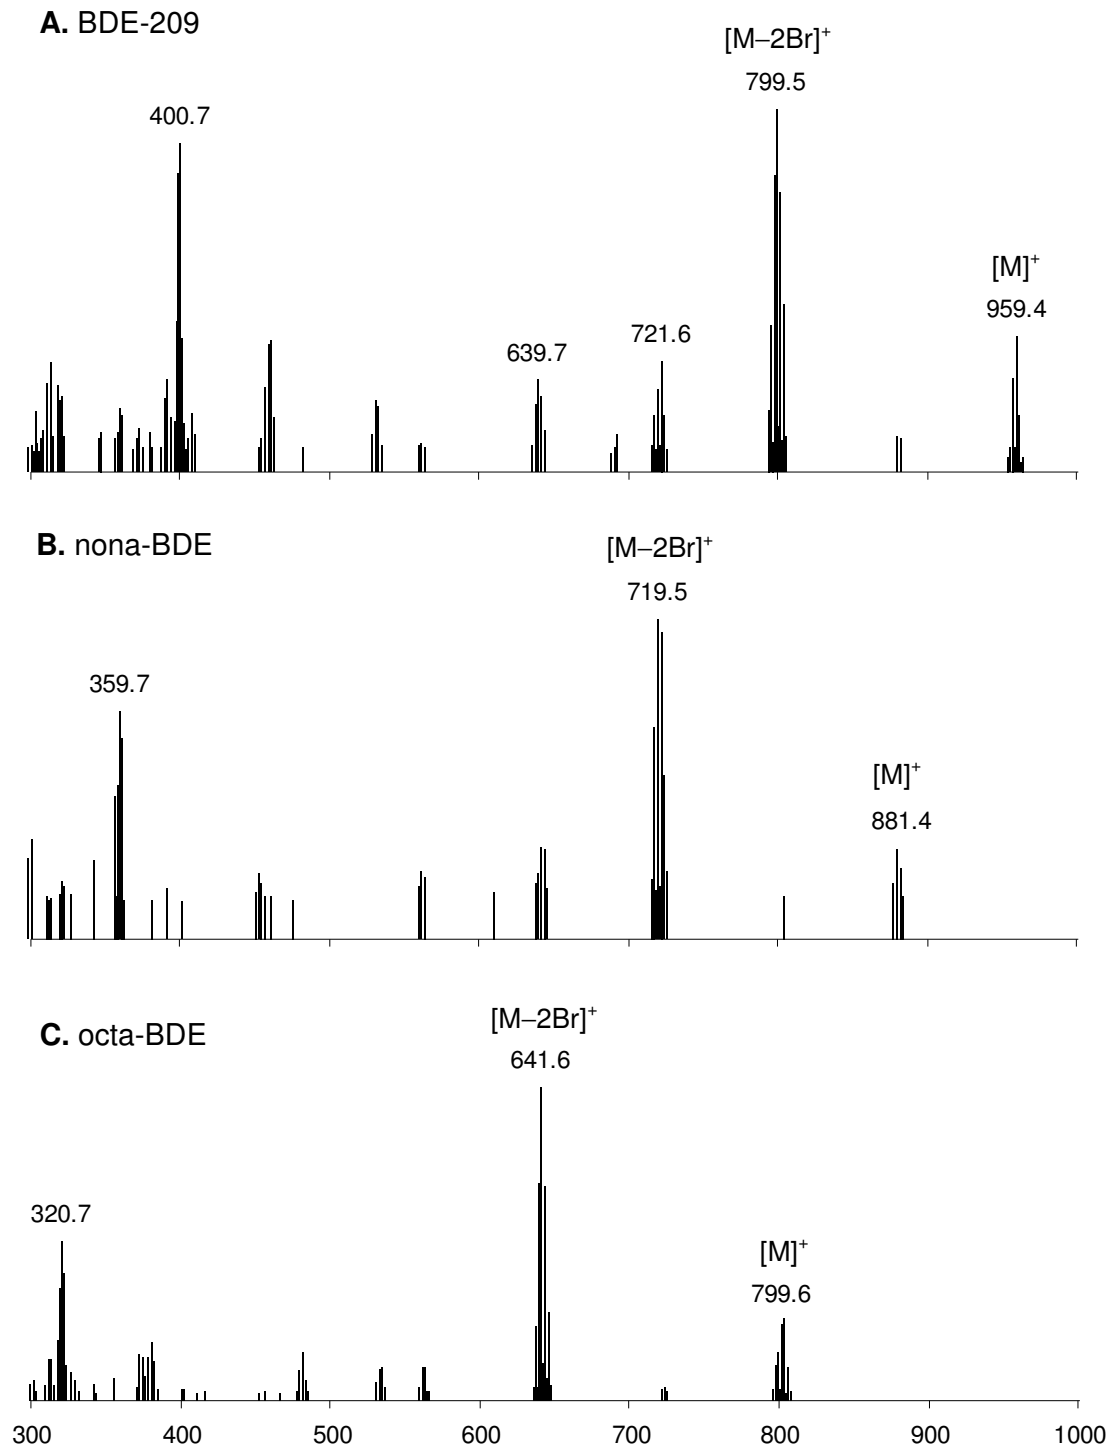 A. BDE-209
[M–2Br]+
799.5
400.7
[M]+
959.4
721.6
639.7
B. nona-BDE
[M–2Br]+
719.5
359.7
[M]+
881.4
C. octa-BDE
[M–2Br]+
641.6
320.7
[M]+
799.6
300 400 500 600 700 800 900 1000